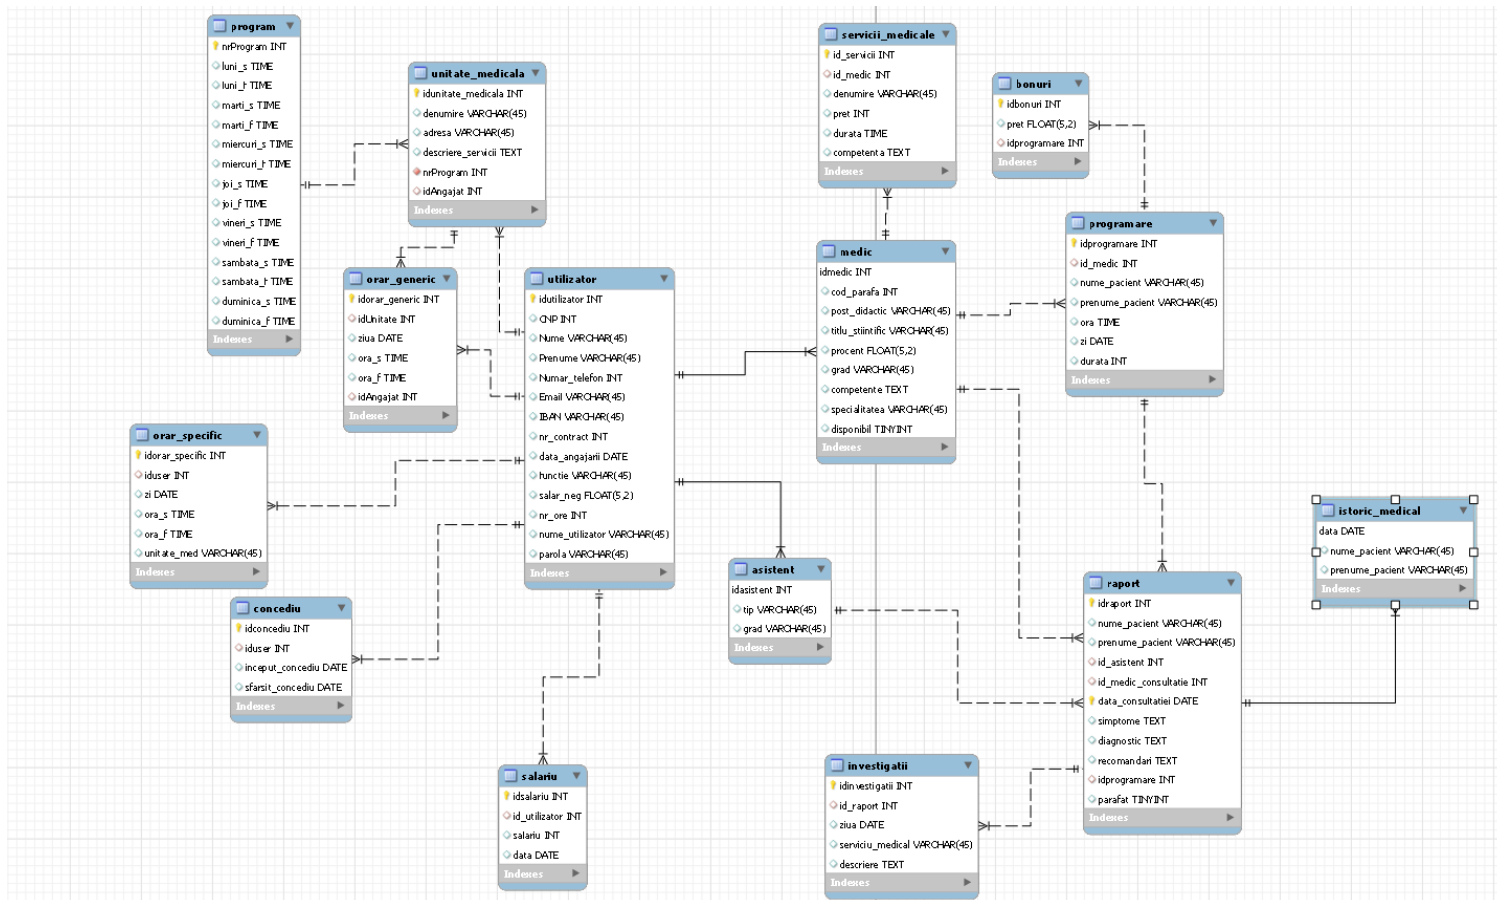 program
nrProgram INT
luni_s TIME
luni_f TIME
marti_s TIME
marti_f TIME
miercuri_s TIME
miercuri_f TIME
joi_s TIME
joi_f TIME
vineri_s TIME
vineri_f TIME
sambata_s TIME
sambata_f TIME
duminica_s TIME
duminica_f TIME
Indexes
unitate_medicala
idunitate_medicala INT
denumire VARCHAR(45)
adresa VARCHAR(45)
descriere_servicii TEXT
nrProgram INT
idAngajat INT
Indexes
orar_generic
idorar_generic INT
idUnitate INT
ziua DATE
ora_s TIME
ora_f TIME
idAngajat INT
Indexes
orar_specific
idorar_specific INT
iduser INT
zi DATE
ora_s TIME
ora_f TIME
unitate_med VARCHAR(45)
Indexes
concediu
idconcediu INT
iduser INT
inceput_concediu DATE
sfarsit_concediu DATE
Indexes
utilizator
idutilizator INT
CNP INT
Nume VARCHAR(45)
Prenume VARCHAR(45)
Numar_telefon INT
Email VARCHAR(45)
IBAN VARCHAR(45)
nr_contract INT
data_angajarii DATE
functie VARCHAR(45)
salar_neg FLOAT(5,2)
nr_ore INT
nume_utilizator VARCHAR(45)
parola VARCHAR(45)
Indexes
salariu
idsalariu INT
id_utilizator INT
salariu INT
data DATE
Indexes
servicii_medicale
id_servicii INT
id_medic INT
denumire VARCHAR(45)
pret INT
durata TIME
competenta TEXT
Indexes
medic
idmedic INT
cod_parafa INT
post_didactic VARCHAR(45)
titlu_stiintific VARCHAR(45)
procent FLOAT(5,2)
grad VARCHAR(45)
competente TEXT
specialitatea VARCHAR(45)
disponibil TINYINT
Indexes
asistent
idasistent INT
tip VARCHAR(45)
grad VARCHAR(45)
Indexes
investigatii
idinvestigatii INT
id_raport INT
ziua DATE
serviciu_medical VARCHAR(45)
descriere TEXT
Indexes
bonuri
idbonuri INT
pret FLOAT(5,2)
idprogramare INT
Indexes
programare
idprogramare INT
id_medic INT
nume_pacient VARCHAR(45)
prenume_pacient VARCHAR(45)
ora TIME
zi DATE
durata INT
Indexes
raport
idraport INT
nume_pacient VARCHAR(45)
prenume_pacient VARCHAR(45)
id_asistent INT
id_medic_consultatie INT
data_consultatiei DATE
simptome TEXT
diagnostic TEXT
recomandari TEXT
idprogramare INT
parafat TINYINT
Indexes
istoric_medical
data DATE
nume_pacient VARCHAR(45)
prenume_pacient VARCHAR(45)
Indexes